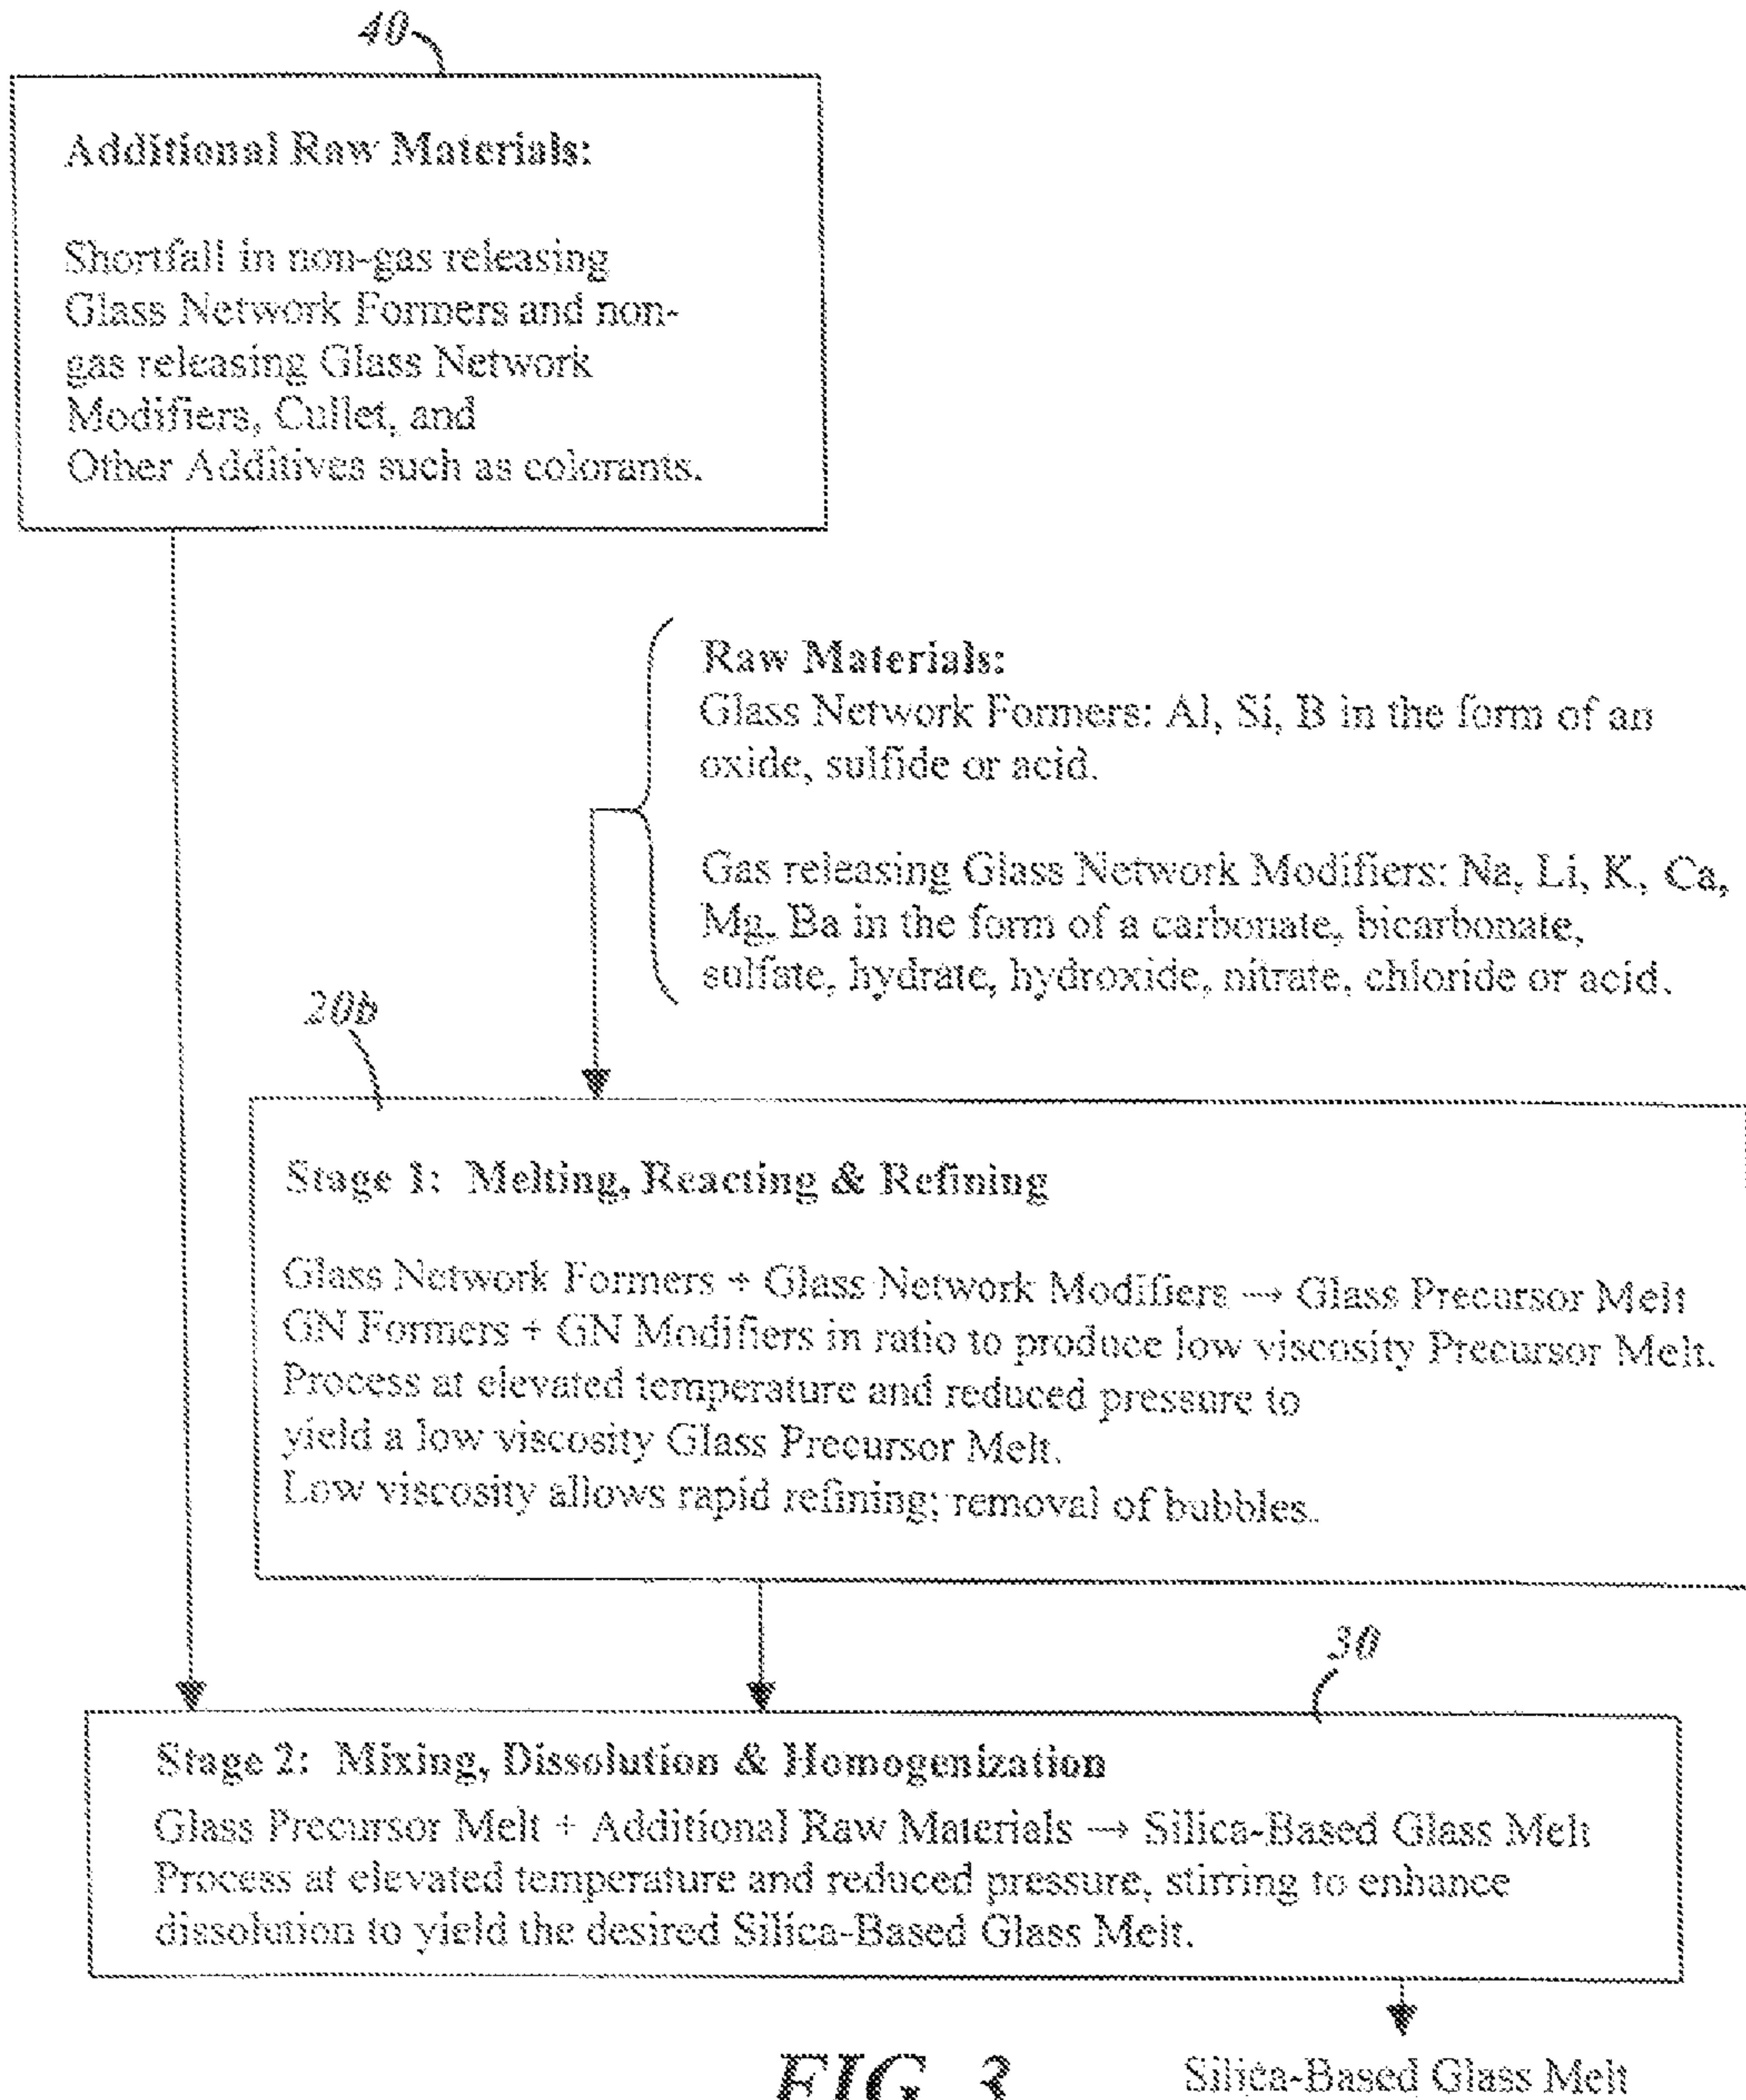 40
Additional Raw Materials:
Shortfall in non-gas releasing
Glass Network Formers and non-
gas releasing Glass Network
Modifiers, Cullet, and
Other Additives such as colorants.
Raw Materials:
Glass Network Formers: Al, Si, B in the form of an
oxide, sulfide or acid.
Gas releasing Glass Network Modifiers: Na, Li, K, Ca,
Mg, Ba in the form of a carbonate, bicarbonate,
sulfate, hydrate, hydroxide, nitrate, chloride or acid.
20b
Stage 1: Melting, Reacting & Refining
Glass Network Formers + Glass Network Modifiers → Glass Precursor Melt
GN Formers + GN Modifiers in ratio to produce low viscosity Precursor Melt.
Process at elevated temperature and reduced pressure to
yield a low viscosity Glass Precursor Melt.
Low viscosity allows rapid refining; removal of bubbles.
30
Stage 2: Mixing, Dissolution & Homogenization
Glass Precursor Melt + Additional Raw Materials → Silica-Based Glass Melt
Process at elevated temperature and reduced pressure, stirring to enhance
dissolution to yield the desired Silica-Based Glass Melt.
FIG. 3
Silica-Based Glass Melt